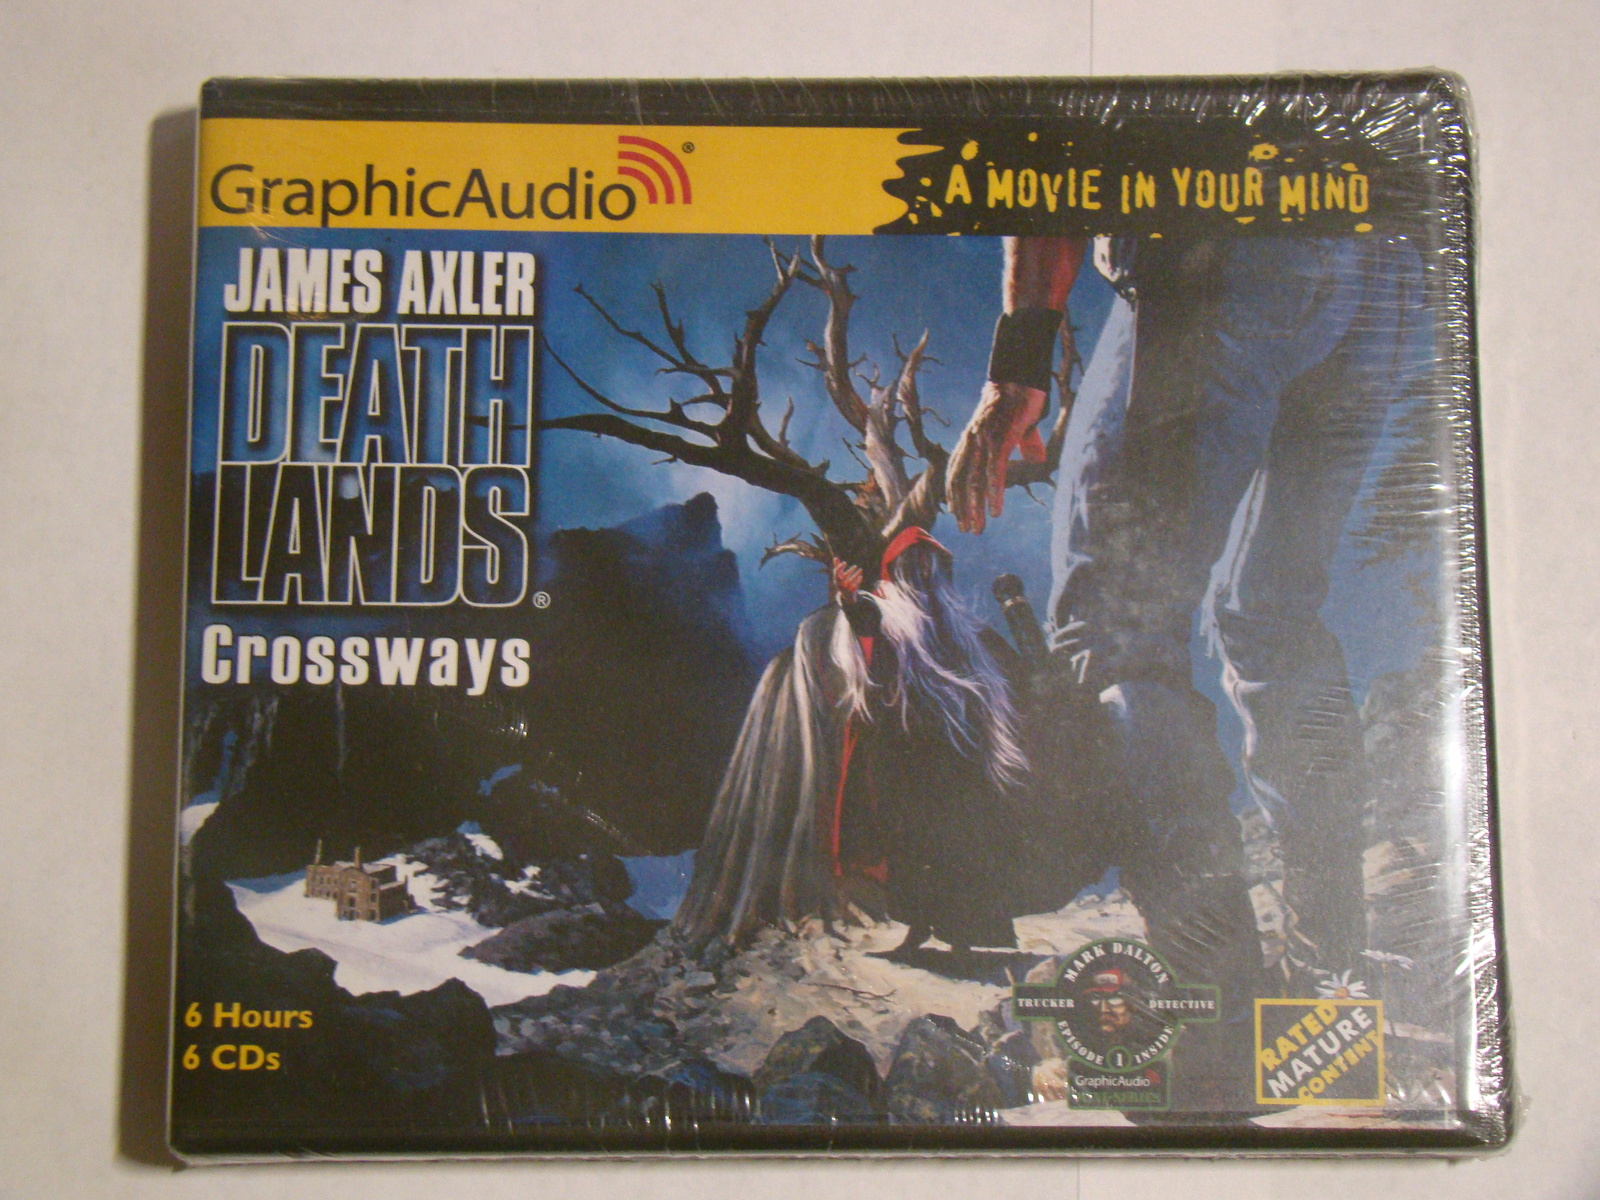 GraphicAudio®
A MOVIE IN YOUR MIND
JAMES AXLER
DEATH
LANDS®
Crossways
6 Hours
6 CDs
MARK DALTON
TRUCKER DETECTIVE
EPISODE 1 INSIDE
GraphicAudio
RATED
MATURE
CONTENT